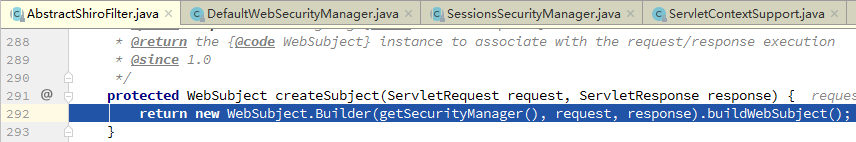 AbstractShiroFilter.java × DefaultWebSecurityManager.java × SessionsSecurityManager.java × ServletContextSupport.java ×
288 * @return the {@code WebSubject} instance to associate with the request/response execution
289 * @since 1.0
290 */
291 @ protected WebSubject createSubject(ServletRequest request, ServletResponse response) { reques
292 return new WebSubject.Builder(getSecurityManager(), request, response).buildWebSubject();
293 }